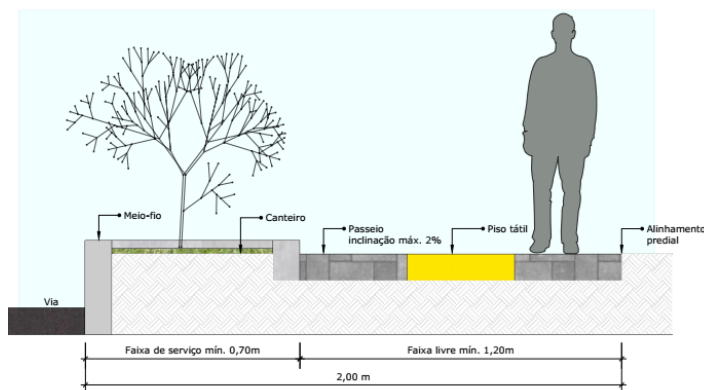 Meio-fio
Canteiro
Passeio
inclinação máx. 2%
Piso tátil
Alinhamento
predial
Via
Faixa de serviço mín. 0,70m
Faixa livre mín. 1,20m
2,00 m